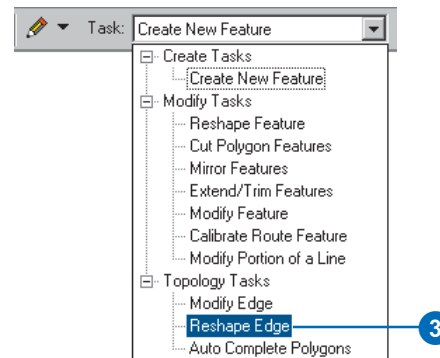 Task: Create New Feature
Create Tasks
Create New Feature
Modify Tasks
Reshape Feature
Cut Polygon Features
Mirror Features
Extend/Trim Features
Modify Feature
Calibrate Route Feature
Modify Portion of a Line
Topology Tasks
Modify Edge
Reshape Edge 3
Auto Complete Polygons